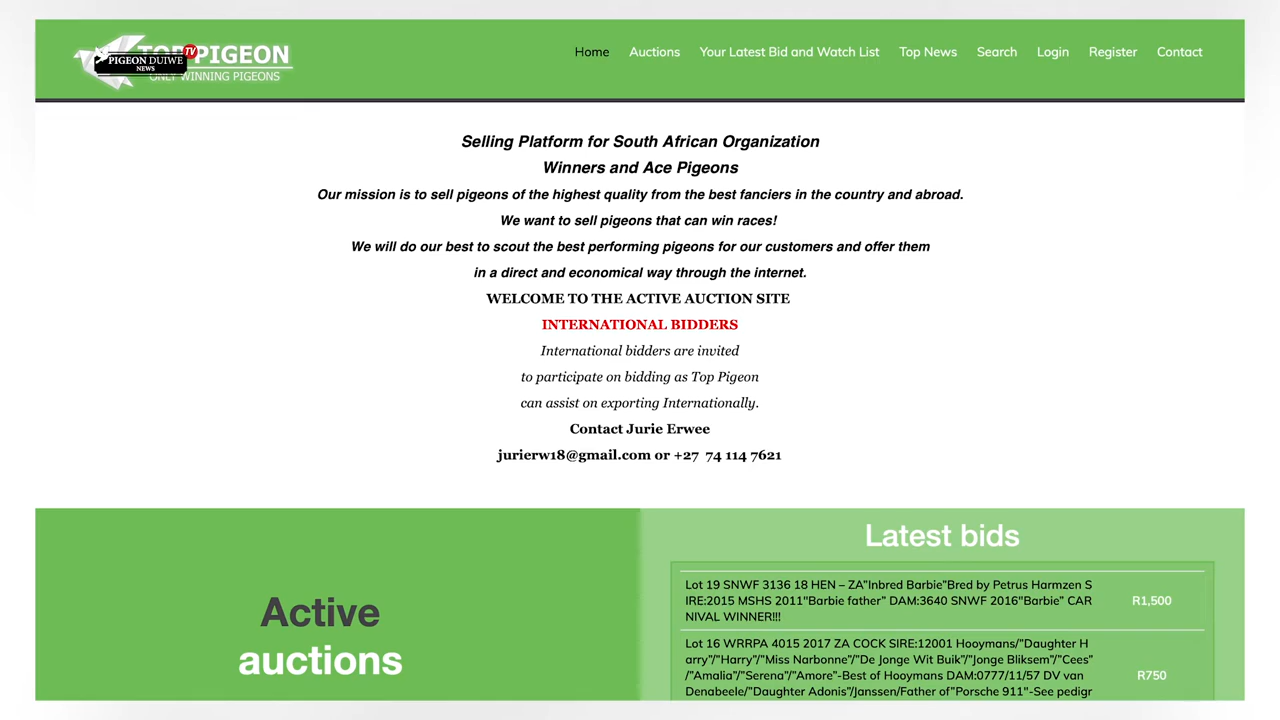 TOP PIGEON
TV
PIGEON DUIWE
NEWS
ONLY WINNING PIGEONS
Home
Auctions
Your Latest Bid and Watch List
Top News
Search
Login
Register
Contact
Selling Platform for South African Organization
Winners and Ace Pigeons
Our mission is to sell pigeons of the highest quality from the best fanciers in the country and abroad.
We want to sell pigeons that can win races!
We will do our best to scout the best performing pigeons for our customers and offer them
in a direct and economical way through the internet.
WELCOME TO THE ACTIVE AUCTION SITE
INTERNATIONAL BIDDERS
International bidders are invited
to participate on bidding as Top Pigeon
can assist on exporting Internationally.
Contact Jurie Erwee
jurierw18@gmail.com or +27 74 114 7621
Active
auctions
Latest bids
Lot 19 SNWF 3136 18 HEN – ZA"Inbred Barbie"Bred by Petrus Harmzen S
IRE:2015 MSHS 2011"Barbie father" DAM:3640 SNWF 2016"Barbie" CAR
NIVAL WINNER!!!
R1,500
Lot 16 WRRPA 4015 2017 ZA COCK SIRE:12001 Hooymans/"Daughter H
arry"/"Harry"/"Miss Narbonne"/"De Jonge Wit Buik"/"Jonge Bliksem"/"Cees"
/"Amalia"/"Serena"/"Amore"-Best of Hooymans DAM:0777/11/57 DV van
Denabeele/"Daughter Adonis"/Janssen/Father of"Porsche 911"-See pedigr
R750